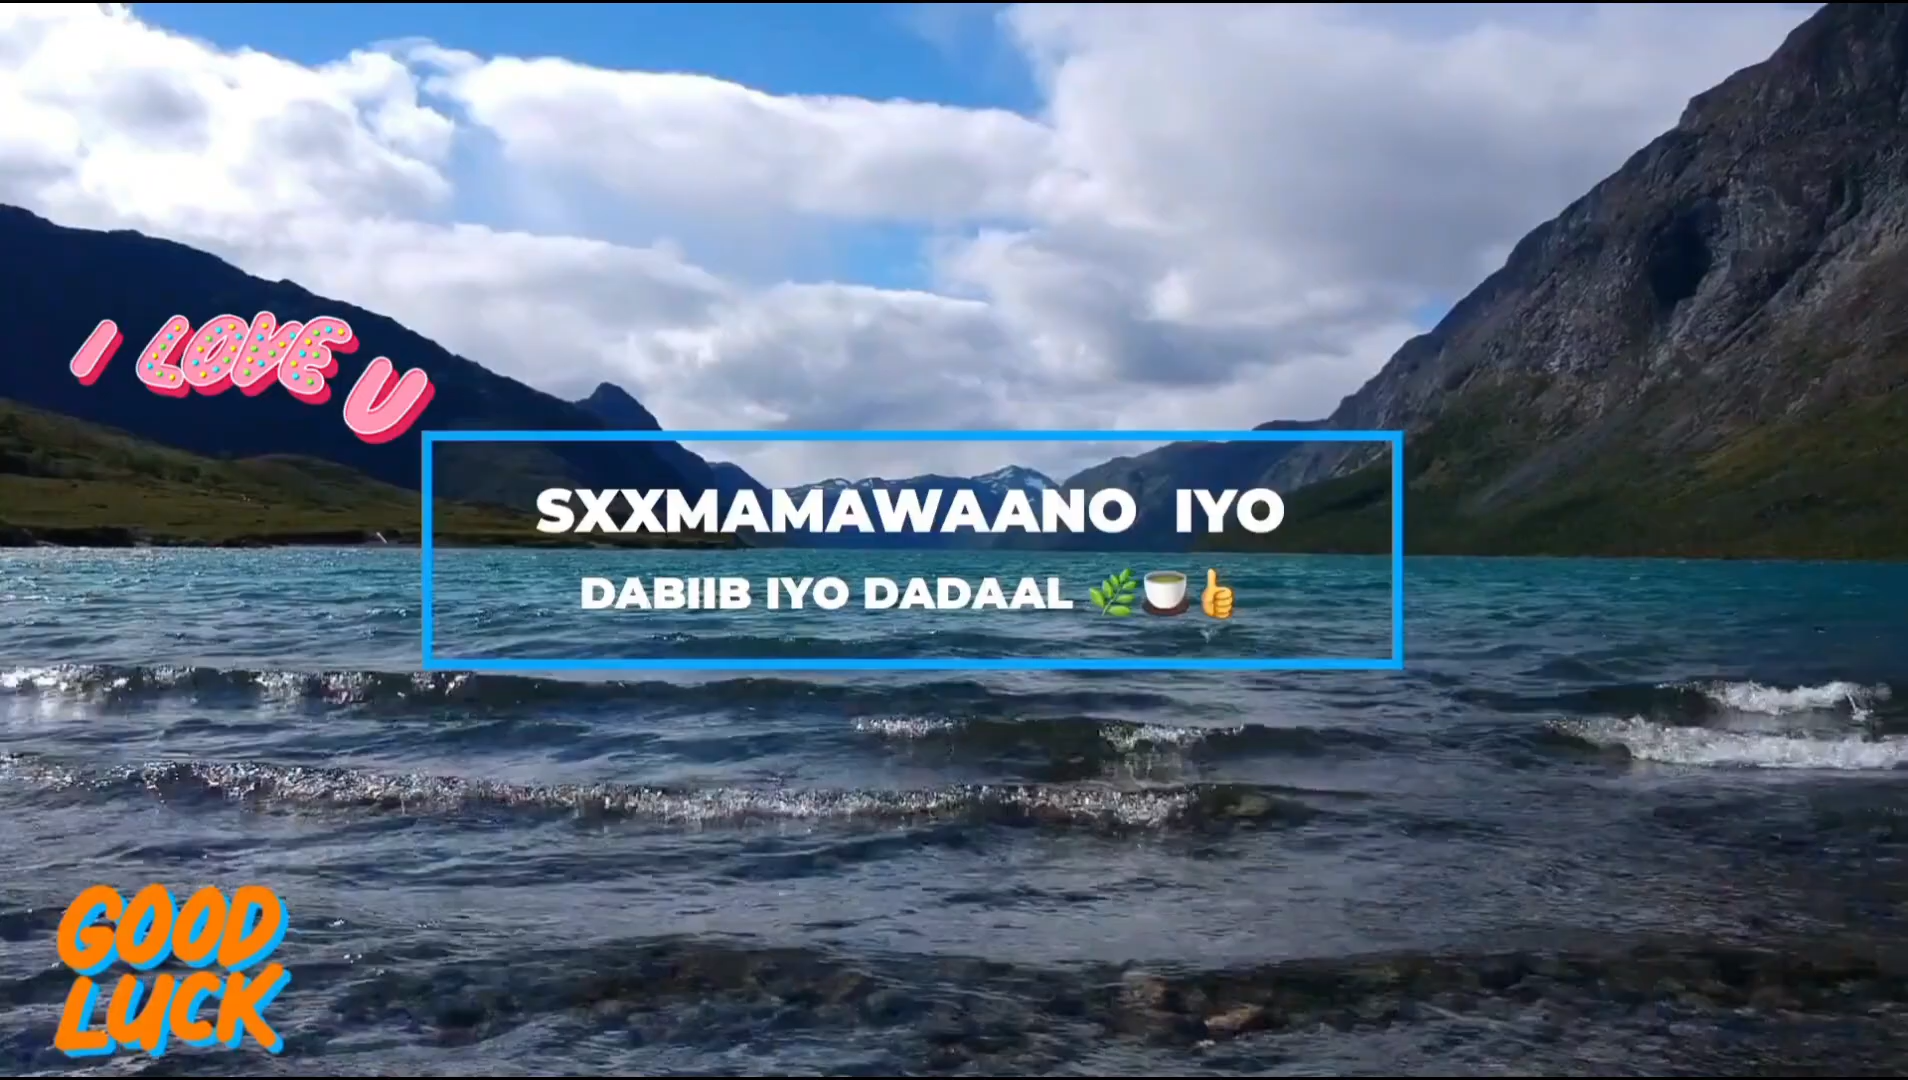 I LOVE U
SXXMAMAWAANO IYO
DABIIB IYO DADAAL 🌿🍵👍
GOOD
LUCK